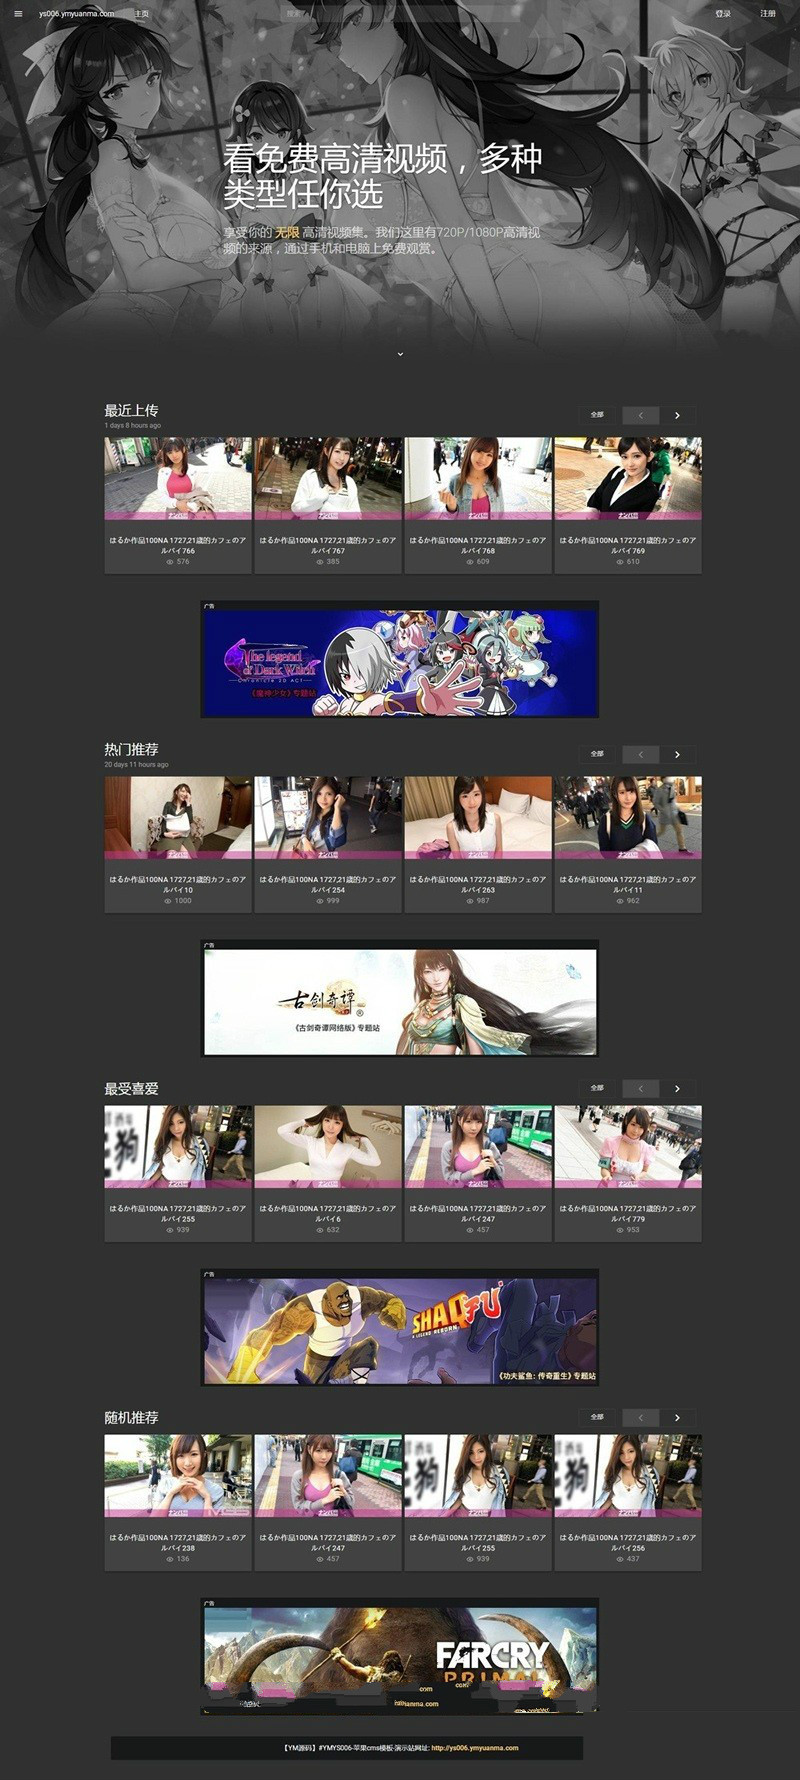 ys006.ymyuanma.com 主页 搜索 登录 注册
看免费高清视频，多种
类型任你选
享受你的 无限 高清视频集。我们这里有720P/1080P高清视
频的来源，通过手机和电脑上免费观赏。
最近上传 全部
1 days 8 hours ago
はるか作品100NA 1727,21歳的カフェのア
ルバイ766
576
はるか作品100NA 1727,21歳的カフェのア
ルバイ767
385
はるか作品100NA 1727,21歳的カフェのア
ルバイ768
609
はるか作品100NA 1727,21歳的カフェのア
ルバイ769
610
广告
The legend
of Dark Witch
Chronicle 2D ACT
《魔神少女》专题站
热门推荐 全部
20 days 11 hours ago
はるか作品100NA 1727,21歳的カフェのア
ルバイ10
1000
はるか作品100NA 1727,21歳的カフェのア
ルバイ254
999
はるか作品100NA 1727,21歳的カフェのア
ルバイ263
987
はるか作品100NA 1727,21歳的カフェのア
ルバイ11
962
广告
古剑奇谭®
《古剑奇谭网络版》专题站
最受喜爱 全部
はるか作品100NA 1727,21歳的カフェのア
ルバイ255
939
はるか作品100NA 1727,21歳的カフェのア
ルバイ6
632
はるか作品100NA 1727,21歳的カフェのア
ルバイ247
457
はるか作品100NA 1727,21歳的カフェのア
ルバイ779
953
广告
SHAQ FU
A LEGEND REBORN
《功夫鲨鱼: 传奇重生》专题站
随机推荐 全部
はるか作品100NA 1727,21歳的カフェのア
ルバイ238
136
はるか作品100NA 1727,21歳的カフェのア
ルバイ247
457
はるか作品100NA 1727,21歳的カフェのア
ルバイ255
939
はるか作品100NA 1727,21歳的カフェのア
ルバイ256
437
广告
FARCRY
PRIMAL
【YM源码】#YMYS006-苹果cms模板-演示站网址: http://ys006.ymyuanma.com